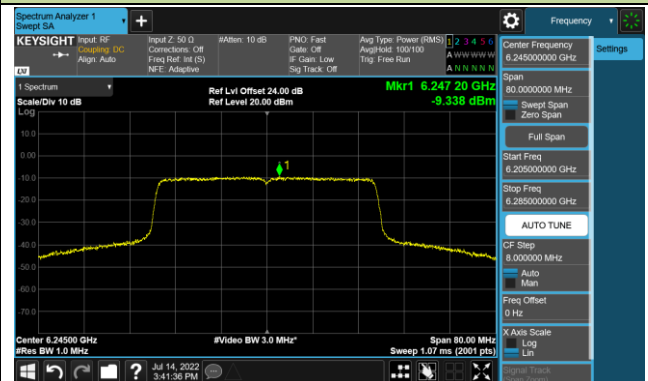 Spectrum Analyzer 1
Swept SA
+
Frequency
KEYSIGHT
Input: RF
Coupling: DC
Align: Auto
Input Z: 50 Ω
Corrections: Off
Freq Ref: Int (S)
NFE: Adaptive
#Atten: 10 dB
PNO: Fast
Gate: Off
IF Gain: Low
Sig Track: Off
Avg Type: Power (RMS)
Avg|Hold: 100/100
Trig: Free Run
1 2 3 4 5 6
A W W W W W
A N N N N N
LXI
1 Spectrum
Scale/Div 10 dB
Log
Ref Lvl Offset 24.00 dB
Ref Level 20.00 dBm
Mkr1 6.247 20 GHz
-9.338 dBm
10.0
0.00
-10.0
-20.0
-30.0
-40.0
-50.0
-60.0
-70.0
1
Center 6.24500 GHz
#Res BW 1.0 MHz
#Video BW 3.0 MHz*
Span 80.00 MHz
Sweep 1.07 ms (2001 pts)
Jul 14, 2022
3:41:36 PM
?
Center Frequency
6.245000000 GHz
Settings
Span
80.0000000 MHz
Swept Span
Zero Span
Full Span
Start Freq
6.205000000 GHz
Stop Freq
6.285000000 GHz
AUTO TUNE
CF Step
8.000000 MHz
Auto
Man
Freq Offset
0 Hz
X Axis Scale
Log
Lin
Signal Track
(Span Zoom)